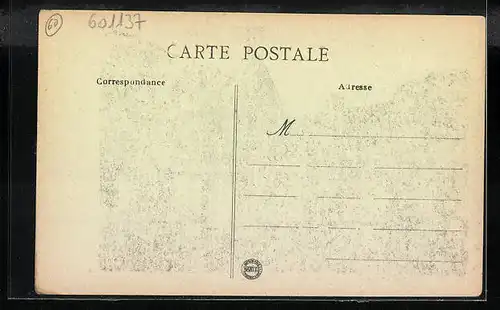 60
601137
CARTE POSTALE
Correspondance
Adresse
M